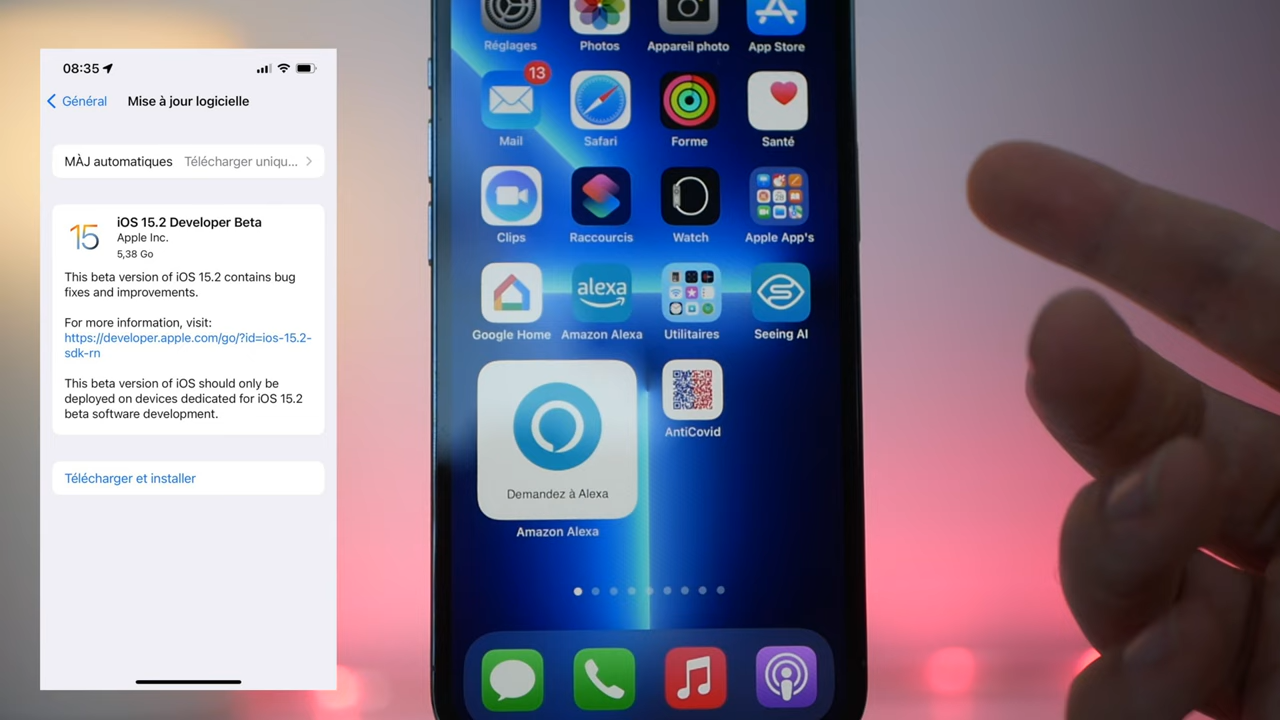 08:35
Général
Mise à jour logicielle
MÀJ automatiques Télécharger uniqu...
15
iOS 15.2 Developer Beta
Apple Inc.
5,38 Go
This beta version of iOS 15.2 contains bug
fixes and improvements.
For more information, visit:
https://developer.apple.com/go/?id=ios-15.2-
sdk-rn
This beta version of iOS should only be
deployed on devices dedicated for iOS 15.2
beta software development.
Télécharger et installer
Réglages Photos Appareil photo App Store
13
Mail Safari Forme Santé
Clips Raccourcis Watch Apple App's
alexa
Google Home Amazon Alexa Utilitaires Seeing AI
Demandez à Alexa
Amazon Alexa
AntiCovid